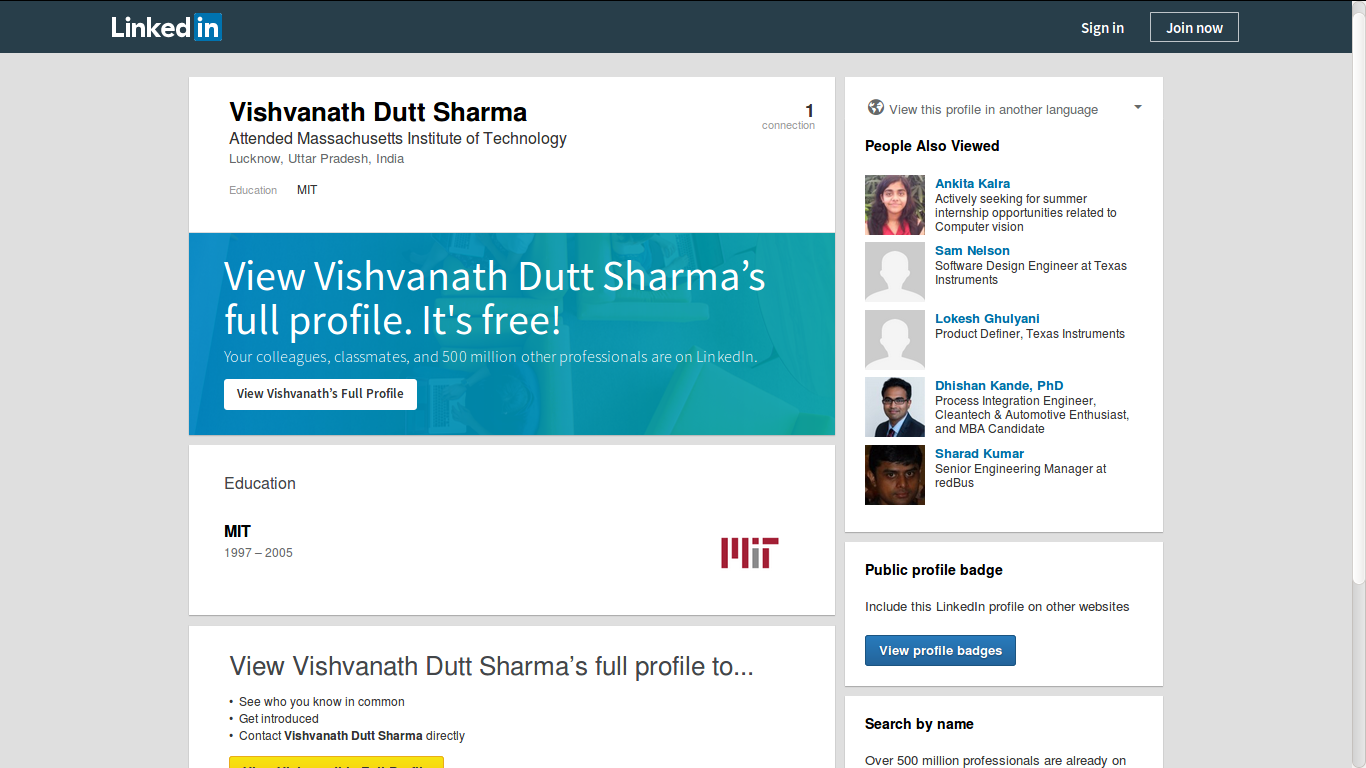 Linked in
Sign in
Join now
Vishvanath Dutt Sharma
Attended Massachusetts Institute of Technology
Lucknow, Uttar Pradesh, India
Education MIT
1
connection
View Vishvanath Dutt Sharma’s
full profile. It's free!
Your colleagues, classmates, and 500 million other professionals are on LinkedIn.
View Vishvanath’s Full Profile
Education
MIT
1997 – 2005
MIT
View Vishvanath Dutt Sharma’s full profile to...
• See who you know in common
• Get introduced
• Contact Vishvanath Dutt Sharma directly
View this profile in another language
People Also Viewed
Ankita Kalra
Actively seeking for summer
internship opportunities related to
Computer vision
Sam Nelson
Software Design Engineer at Texas
Instruments
Lokesh Ghulyani
Product Definer, Texas Instruments
Dhishan Kande, PhD
Process Integration Engineer,
Cleantech & Automotive Enthusiast,
and MBA Candidate
Sharad Kumar
Senior Engineering Manager at
redBus
Public profile badge
Include this LinkedIn profile on other websites
View profile badges
Search by name
Over 500 million professionals are already on